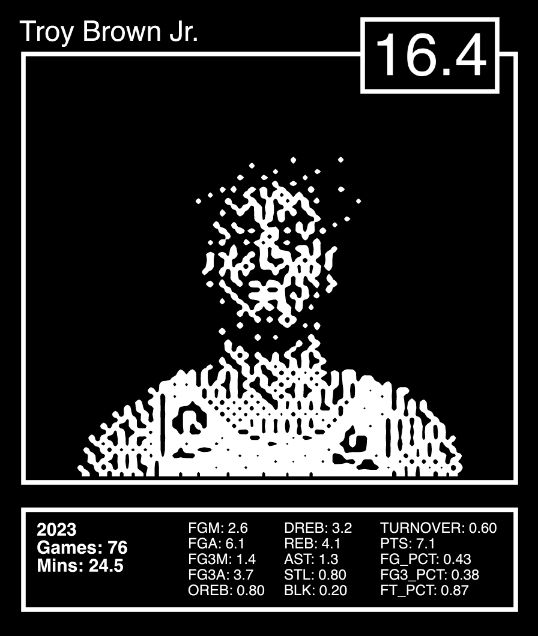 Troy Brown Jr.
16.4
2023
Games: 76
Mins: 24.5
FGM: 2.6
FGA: 6.1
FG3M: 1.4
FG3A: 3.7
OREB: 0.80
DREB: 3.2
REB: 4.1
AST: 1.3
STL: 0.80
BLK: 0.20
TURNOVER: 0.60
PTS: 7.1
FG_PCT: 0.43
FG3_PCT: 0.38
FT_PCT: 0.87